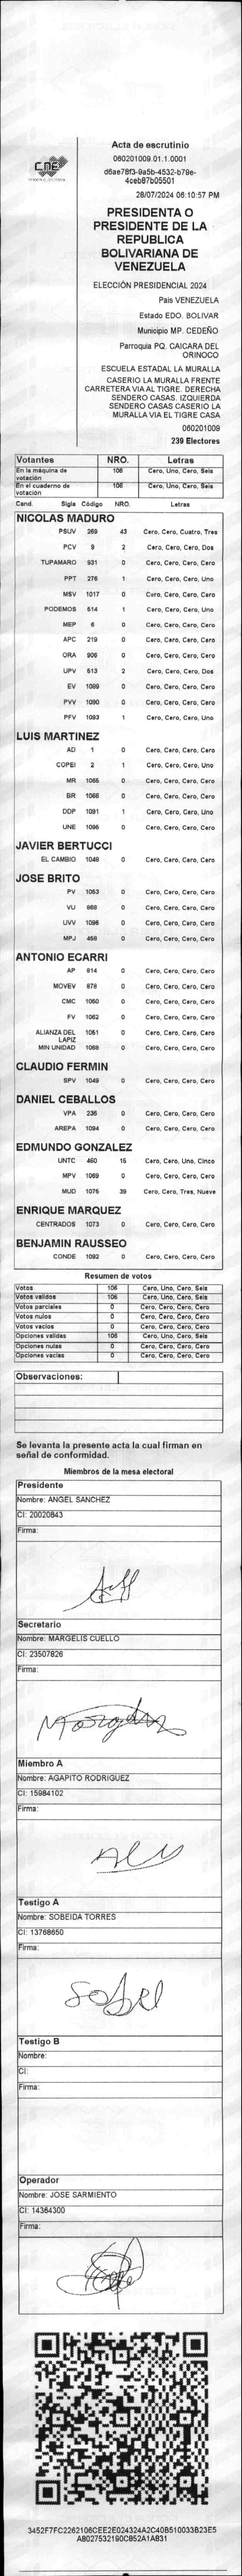 CNE
Acta de escrutinio
060201009.01.1.0001
d6ae78f3-9a5b-4532-b79e-
4ceb87b05501
28/07/2024 06:10:57 PM
PRESIDENTA O
PRESIDENTE DE LA
REPUBLICA
BOLIVARIANA DE
VENEZUELA
ELECCIÓN PRESIDENCIAL 2024
Pais VENEZUELA
Estado EDO. BOLIVAR
Municipio MP. CEDEÑO
Parroquia PQ. CAICARA DEL
ORINOCO
ESCUELA ESTADAL LA MURALLA
CASERIO LA MURALLA FRENTE
CARRETERA VIA AL TIGRE. DERECHA
SENDERO CASAS. IZQUIERDA
SENDERO CASAS CASERIO LA
MURALLA VIA EL TIGRE CASA
060201009
239 Electores
Votantes NRO. Letras
En la máquina de votación 106 Cero, Uno, Cero, Seis
En el cuaderno de votación 106 Cero, Uno, Cero, Seis
Cand. Sigla Código NRO. Letras
NICOLAS MADURO
PSUV 269 43 Cero, Cero, Cuatro, Tres
PCV 9 2 Cero, Cero, Cero, Dos
TUPAMARO 931 0 Cero, Cero, Cero, Cero
PPT 276 1 Cero, Cero, Cero, Uno
MSV 1017 0 Cero, Cero, Cero, Cero
PODEMOS 514 1 Cero, Cero, Cero, Uno
MEP 6 0 Cero, Cero, Cero, Cero
APC 219 0 Cero, Cero, Cero, Cero
ORA 906 0 Cero, Cero, Cero, Cero
UPV 513 2 Cero, Cero, Cero, Dos
EV 1089 0 Cero, Cero, Cero, Cero
PVV 1090 0 Cero, Cero, Cero, Cero
PFV 1093 1 Cero, Cero, Cero, Uno
LUIS MARTINEZ
AD 1 0 Cero, Cero, Cero, Cero
COPEI 2 1 Cero, Cero, Cero, Uno
MR 1065 0 Cero, Cero, Cero, Cero
BR 1066 0 Cero, Cero, Cero, Cero
DDP 1091 1 Cero, Cero, Cero, Uno
UNE 1095 0 Cero, Cero, Cero, Cero
JAVIER BERTUCCI
EL CAMBIO 1048 0 Cero, Cero, Cero, Cero
JOSE BRITO
PV 1053 0 Cero, Cero, Cero, Cero
VU 868 0 Cero, Cero, Cero, Cero
UVV 1096 0 Cero, Cero, Cero, Cero
MPJ 458 0 Cero, Cero, Cero, Cero
ANTONIO ECARRI
AP 814 0 Cero, Cero, Cero, Cero
MOVEV 878 0 Cero, Cero, Cero, Cero
CMC 1060 0 Cero, Cero, Cero, Cero
FV 1062 0 Cero, Cero, Cero, Cero
ALIANZA DEL LAPIZ 1051 0 Cero, Cero, Cero, Cero
MIN UNIDAD 1068 0 Cero, Cero, Cero, Cero
CLAUDIO FERMIN
SPV 1049 0 Cero, Cero, Cero, Cero
DANIEL CEBALLOS
VPA 236 0 Cero, Cero, Cero, Cero
AREPA 1094 0 Cero, Cero, Cero, Cero
EDMUNDO GONZALEZ
UNTC 460 15 Cero, Cero, Uno, Cinco
MPV 1069 0 Cero, Cero, Cero, Cero
MUD 1075 39 Cero, Cero, Tres, Nueve
ENRIQUE MARQUEZ
CENTRADOS 1073 0 Cero, Cero, Cero, Cero
BENJAMIN RAUSSEO
CONDE 1092 0 Cero, Cero, Cero, Cero
Resumen de votos
Votos 106 Cero, Uno, Cero, Seis
Votos validos 106 Cero, Uno, Cero, Seis
Votos parciales 0 Cero, Cero, Cero, Cero
Votos nulos 0 Cero, Cero, Cero, Cero
Votos vacios 0 Cero, Cero, Cero, Cero
Opciones validas 106 Cero, Uno, Cero, Seis
Opciones nulas 0 Cero, Cero, Cero, Cero
Opciones vacías 0 Cero, Cero, Cero, Cero
Observaciones:
Se levanta la presente acta la cual firman en
señal de conformidad.
Miembros de la mesa electoral
Presidente
Nombre: ANGEL SANCHEZ
CI: 20020843
Firma:
Secretario
Nombre: MARGELIS CUELLO
CI: 23507826
Firma:
Miembro A
Nombre: AGAPITO RODRIGUEZ
CI: 15984102
Firma:
Testigo A
Nombre: SOBEIDA TORRES
CI: 13768650
Firma:
Testigo B
Nombre:
CI:
Firma:
Operador
Nombre: JOSE SARMIENTO
CI: 14364300
Firma:
3452F7FC2262106CEE2E024324A2C40B510033B23E5
AB027532190C852A1AB31